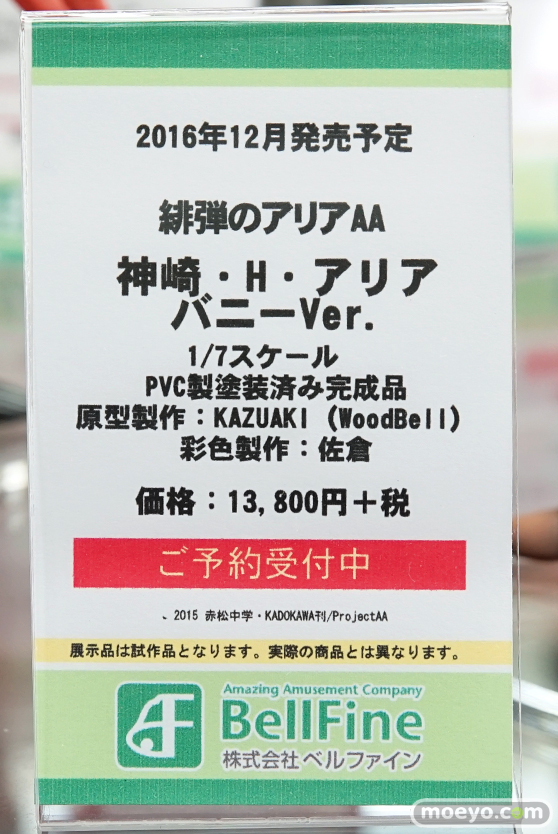 2016年12月発売予定
緋弾のアリアAA
神崎・H・アリア
バニーVer.
1/7スケール
PVC製塗装済み完成品
原型製作：KAZUAKI (WoodBell)
彩色製作：佐倉
価格：13,800円＋税
ご予約受付中
、2015 赤松中学・KADOKAWA刊/ProjectAA
展示品は試作品となります。実際の商品とは異なります。
Amazing Amusement Company
BellFine
株式会社ベルファイン
moeyo.com